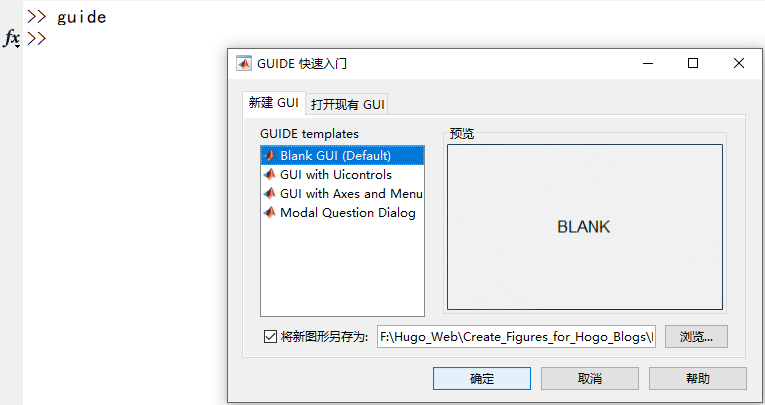 >> guide
fx >>
GUIDE 快速入门
新建 GUI 打开现有 GUI
GUIDE templates
Blank GUI (Default)
GUI with Uicontrols
GUI with Axes and Menu
Modal Question Dialog
预览
BLANK
将新图形另存为: F:\Hugo_Web\Create_Figures_for_Hogo_Blogs\ 浏览...
确定 取消 帮助